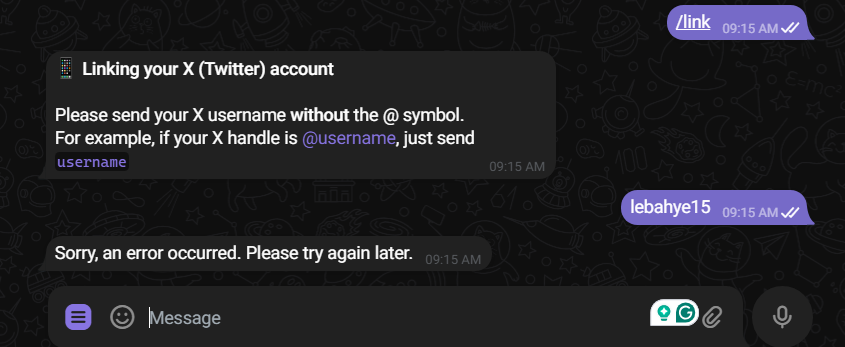 /link 09:15 AM
Linking your X (Twitter) account
Please send your X username without the @ symbol.
For example, if your X handle is @username, just send
username
09:15 AM
lebahye15 09:15 AM
Sorry, an error occurred. Please try again later. 09:15 AM
Message